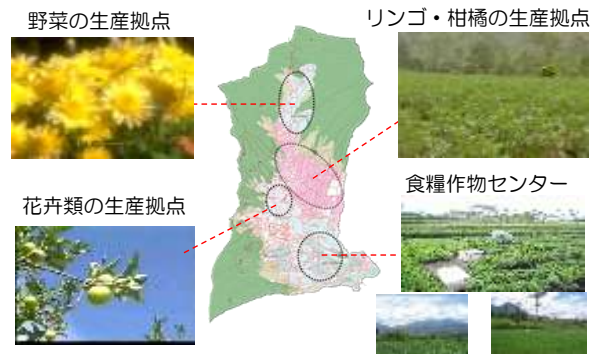 野菜の生産拠点
リンゴ・柑橘の生産拠点
花卉類の生産拠点
食糧作物センター